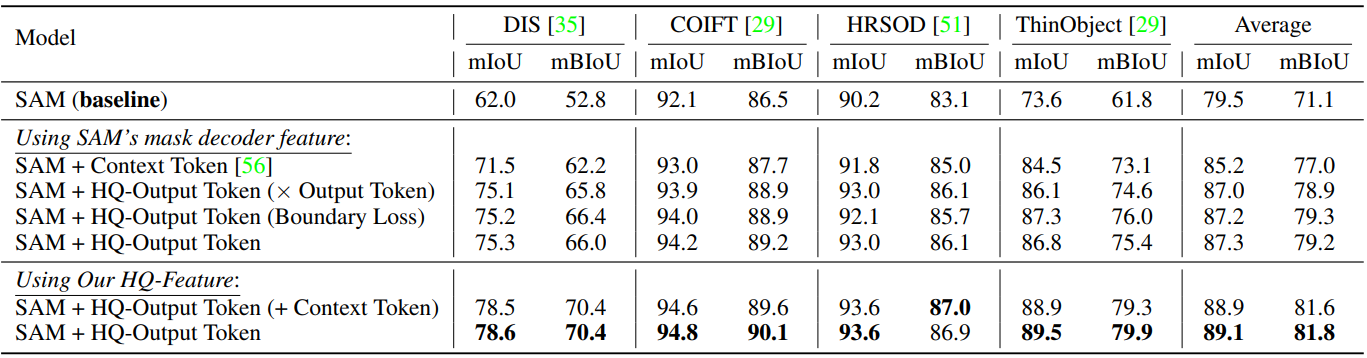 Model DIS [35] COIFT [29] HRSOD [51] ThinObject [29] Average
mIoU mBIoU mIoU mBIoU mIoU mBIoU mIoU mBIoU mIoU mBIoU
SAM (baseline) 62.0 52.8 92.1 86.5 90.2 83.1 73.6 61.8 79.5 71.1
Using SAM's mask decoder feature:
SAM + Context Token [56] 71.5 62.2 93.0 87.7 91.8 85.0 84.5 73.1 85.2 77.0
SAM + HQ-Output Token (× Output Token) 75.1 65.8 93.9 88.9 93.0 86.1 86.1 74.6 87.0 78.9
SAM + HQ-Output Token (Boundary Loss) 75.2 66.4 94.0 88.9 92.1 85.7 87.3 76.0 87.2 79.3
SAM + HQ-Output Token 75.3 66.0 94.2 89.2 93.0 86.1 86.8 75.4 87.3 79.2
Using Our HQ-Feature:
SAM + HQ-Output Token (+ Context Token) 78.5 70.4 94.6 89.6 93.6 87.0 88.9 79.3 88.9 81.6
SAM + HQ-Output Token 78.6 70.4 94.8 90.1 93.6 86.9 89.5 79.9 89.1 81.8